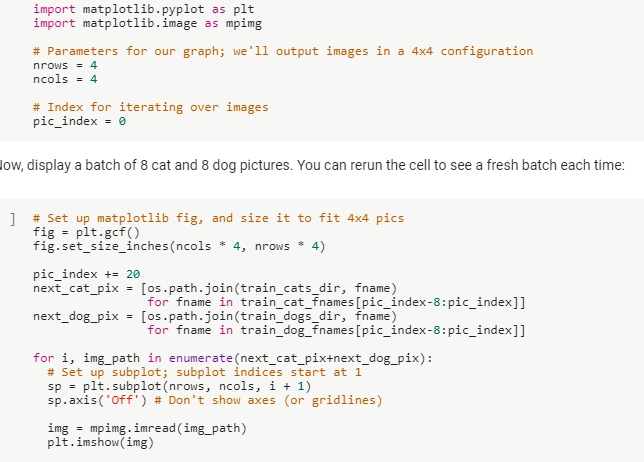 import matplotlib.pyplot as plt
import matplotlib.image as mpimg
# Parameters for our graph; we'll output images in a 4x4 configuration
nrows = 4
ncols = 4
# Index for iterating over images
pic_index = 0
Now, display a batch of 8 cat and 8 dog pictures. You can rerun the cell to see a fresh batch each time:
] # Set up matplotlib fig, and size it to fit 4x4 pics
fig = plt.gcf()
fig.set_size_inches(ncols * 4, nrows * 4)
pic_index += 20
next_cat_pix = [os.path.join(train_cats_dir, fname)
for fname in train_cat_fnames[pic_index-8:pic_index]]
next_dog_pix = [os.path.join(train_dogs_dir, fname)
for fname in train_dog_fnames[pic_index-8:pic_index]]
for i, img_path in enumerate(next_cat_pix+next_dog_pix):
# Set up subplot; subplot indices start at 1
sp = plt.subplot(nrows, ncols, i + 1)
sp.axis('Off') # Don't show axes (or gridlines)
img = mpimg.imread(img_path)
plt.imshow(img)